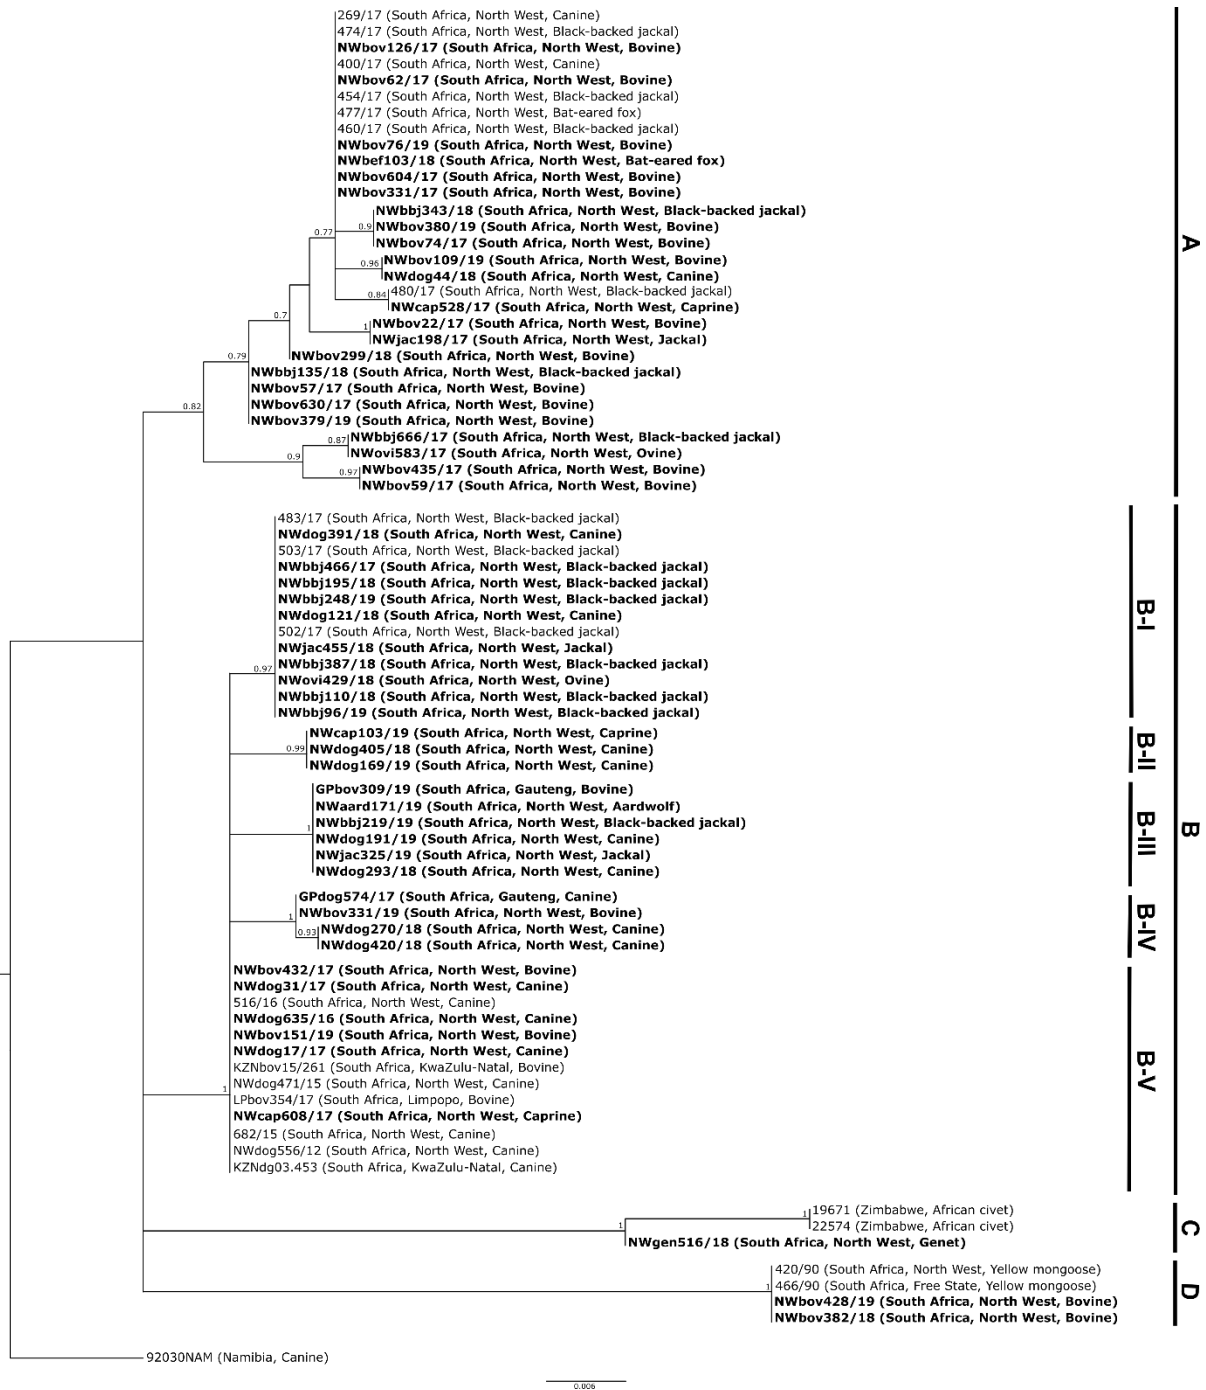 269/17 (South Africa, North West, Canine)
474/17 (South Africa, North West, Black-backed jackal)
NWbov126/17 (South Africa, North West, Bovine)
400/17 (South Africa, North West, Canine)
NWbov62/17 (South Africa, North West, Bovine)
454/17 (South Africa, North West, Black-backed jackal)
477/17 (South Africa, North West, Bat-eared fox)
460/17 (South Africa, North West, Black-backed jackal)
NWbov76/19 (South Africa, North West, Bovine)
NWbef103/18 (South Africa, North West, Bat-eared fox)
NWbov604/17 (South Africa, North West, Bovine)
NWbov331/17 (South Africa, North West, Bovine)
NWbbj343/18 (South Africa, North West, Black-backed jackal)
0.77
0.9
NWbov380/19 (South Africa, North West, Bovine)
A
NWbov74/17 (South Africa, North West, Bovine)
NWbov109/19 (South Africa, North West, Bovine)
0.96
NWdog44/18 (South Africa, North West, Canine)
480/17 (South Africa, North West, Black-backed jackal)
0.84
NWcap528/17 (South Africa, North West, Caprine)
0.7
NWbov22/17 (South Africa, North West, Bovine)
1
NWjac198/17 (South Africa, North West, Jackal)
0.79
NWbov299/18 (South Africa, North West, Bovine)
NWbbj135/18 (South Africa, North West, Black-backed jackal)
NWbov57/17 (South Africa, North West, Bovine)
0.82
NWbov630/17 (South Africa, North West, Bovine)
NWbov379/19 (South Africa, North West, Bovine)
0.87
NWbbj666/17 (South Africa, North West, Black-backed jackal)
0.9
NWovi583/17 (South Africa, North West, Ovine)
0.97
NWbov435/17 (South Africa, North West, Bovine)
NWbov59/17 (South Africa, North West, Bovine)
483/17 (South Africa, North West, Black-backed jackal)
NWdog391/18 (South Africa, North West, Canine)
503/17 (South Africa, North West, Black-backed jackal)
NWbbj466/17 (South Africa, North West, Black-backed jackal)
NWbbj195/18 (South Africa, North West, Black-backed jackal)
NWbbj248/19 (South Africa, North West, Black-backed jackal)
B-I
NWdog121/18 (South Africa, North West, Canine)
502/17 (South Africa, North West, Black-backed jackal)
NWjac455/18 (South Africa, North West, Jackal)
0.97
NWbbj387/18 (South Africa, North West, Black-backed jackal)
NWovi429/18 (South Africa, North West, Ovine)
NWbbj110/18 (South Africa, North West, Black-backed jackal)
NWbbj96/19 (South Africa, North West, Black-backed jackal)
NWcap103/19 (South Africa, North West, Caprine)
0.99
NWdog405/18 (South Africa, North West, Canine)
B-II
NWdog169/19 (South Africa, North West, Canine)
GPbov309/19 (South Africa, Gauteng, Bovine)
NWaard171/19 (South Africa, North West, Aardwolf)
1
NWbbj219/19 (South Africa, North West, Black-backed jackal)
B-III
B
NWdog191/19 (South Africa, North West, Canine)
NWjac325/19 (South Africa, North West, Jackal)
NWdog293/18 (South Africa, North West, Canine)
GPdog574/17 (South Africa, Gauteng, Canine)
1
NWbov331/19 (South Africa, North West, Bovine)
B-IV
0.93
NWdog270/18 (South Africa, North West, Canine)
NWdog420/18 (South Africa, North West, Canine)
NWbov432/17 (South Africa, North West, Bovine)
NWdog31/17 (South Africa, North West, Canine)
516/16 (South Africa, North West, Canine)
NWdog635/16 (South Africa, North West, Canine)
NWbov151/19 (South Africa, North West, Bovine)
NWdog17/17 (South Africa, North West, Canine)
KZNbov15/261 (South Africa, KwaZulu-Natal, Bovine)
B-V
1
NWdog471/15 (South Africa, North West, Canine)
LPbov354/17 (South Africa, Limpopo, Bovine)
NWcap608/17 (South Africa, North West, Caprine)
682/15 (South Africa, North West, Canine)
NWdog556/12 (South Africa, North West, Canine)
KZNdg03.453 (South Africa, KwaZulu-Natal, Canine)
1
19671 (Zimbabwe, African civet)
1
22574 (Zimbabwe, African civet)
C
NWgen516/18 (South Africa, North West, Genet)
420/90 (South Africa, North West, Yellow mongoose)
1
466/90 (South Africa, Free State, Yellow mongoose)
D
NWbov428/19 (South Africa, North West, Bovine)
NWbov382/18 (South Africa, North West, Bovine)
92030NAM (Namibia, Canine)
0.006